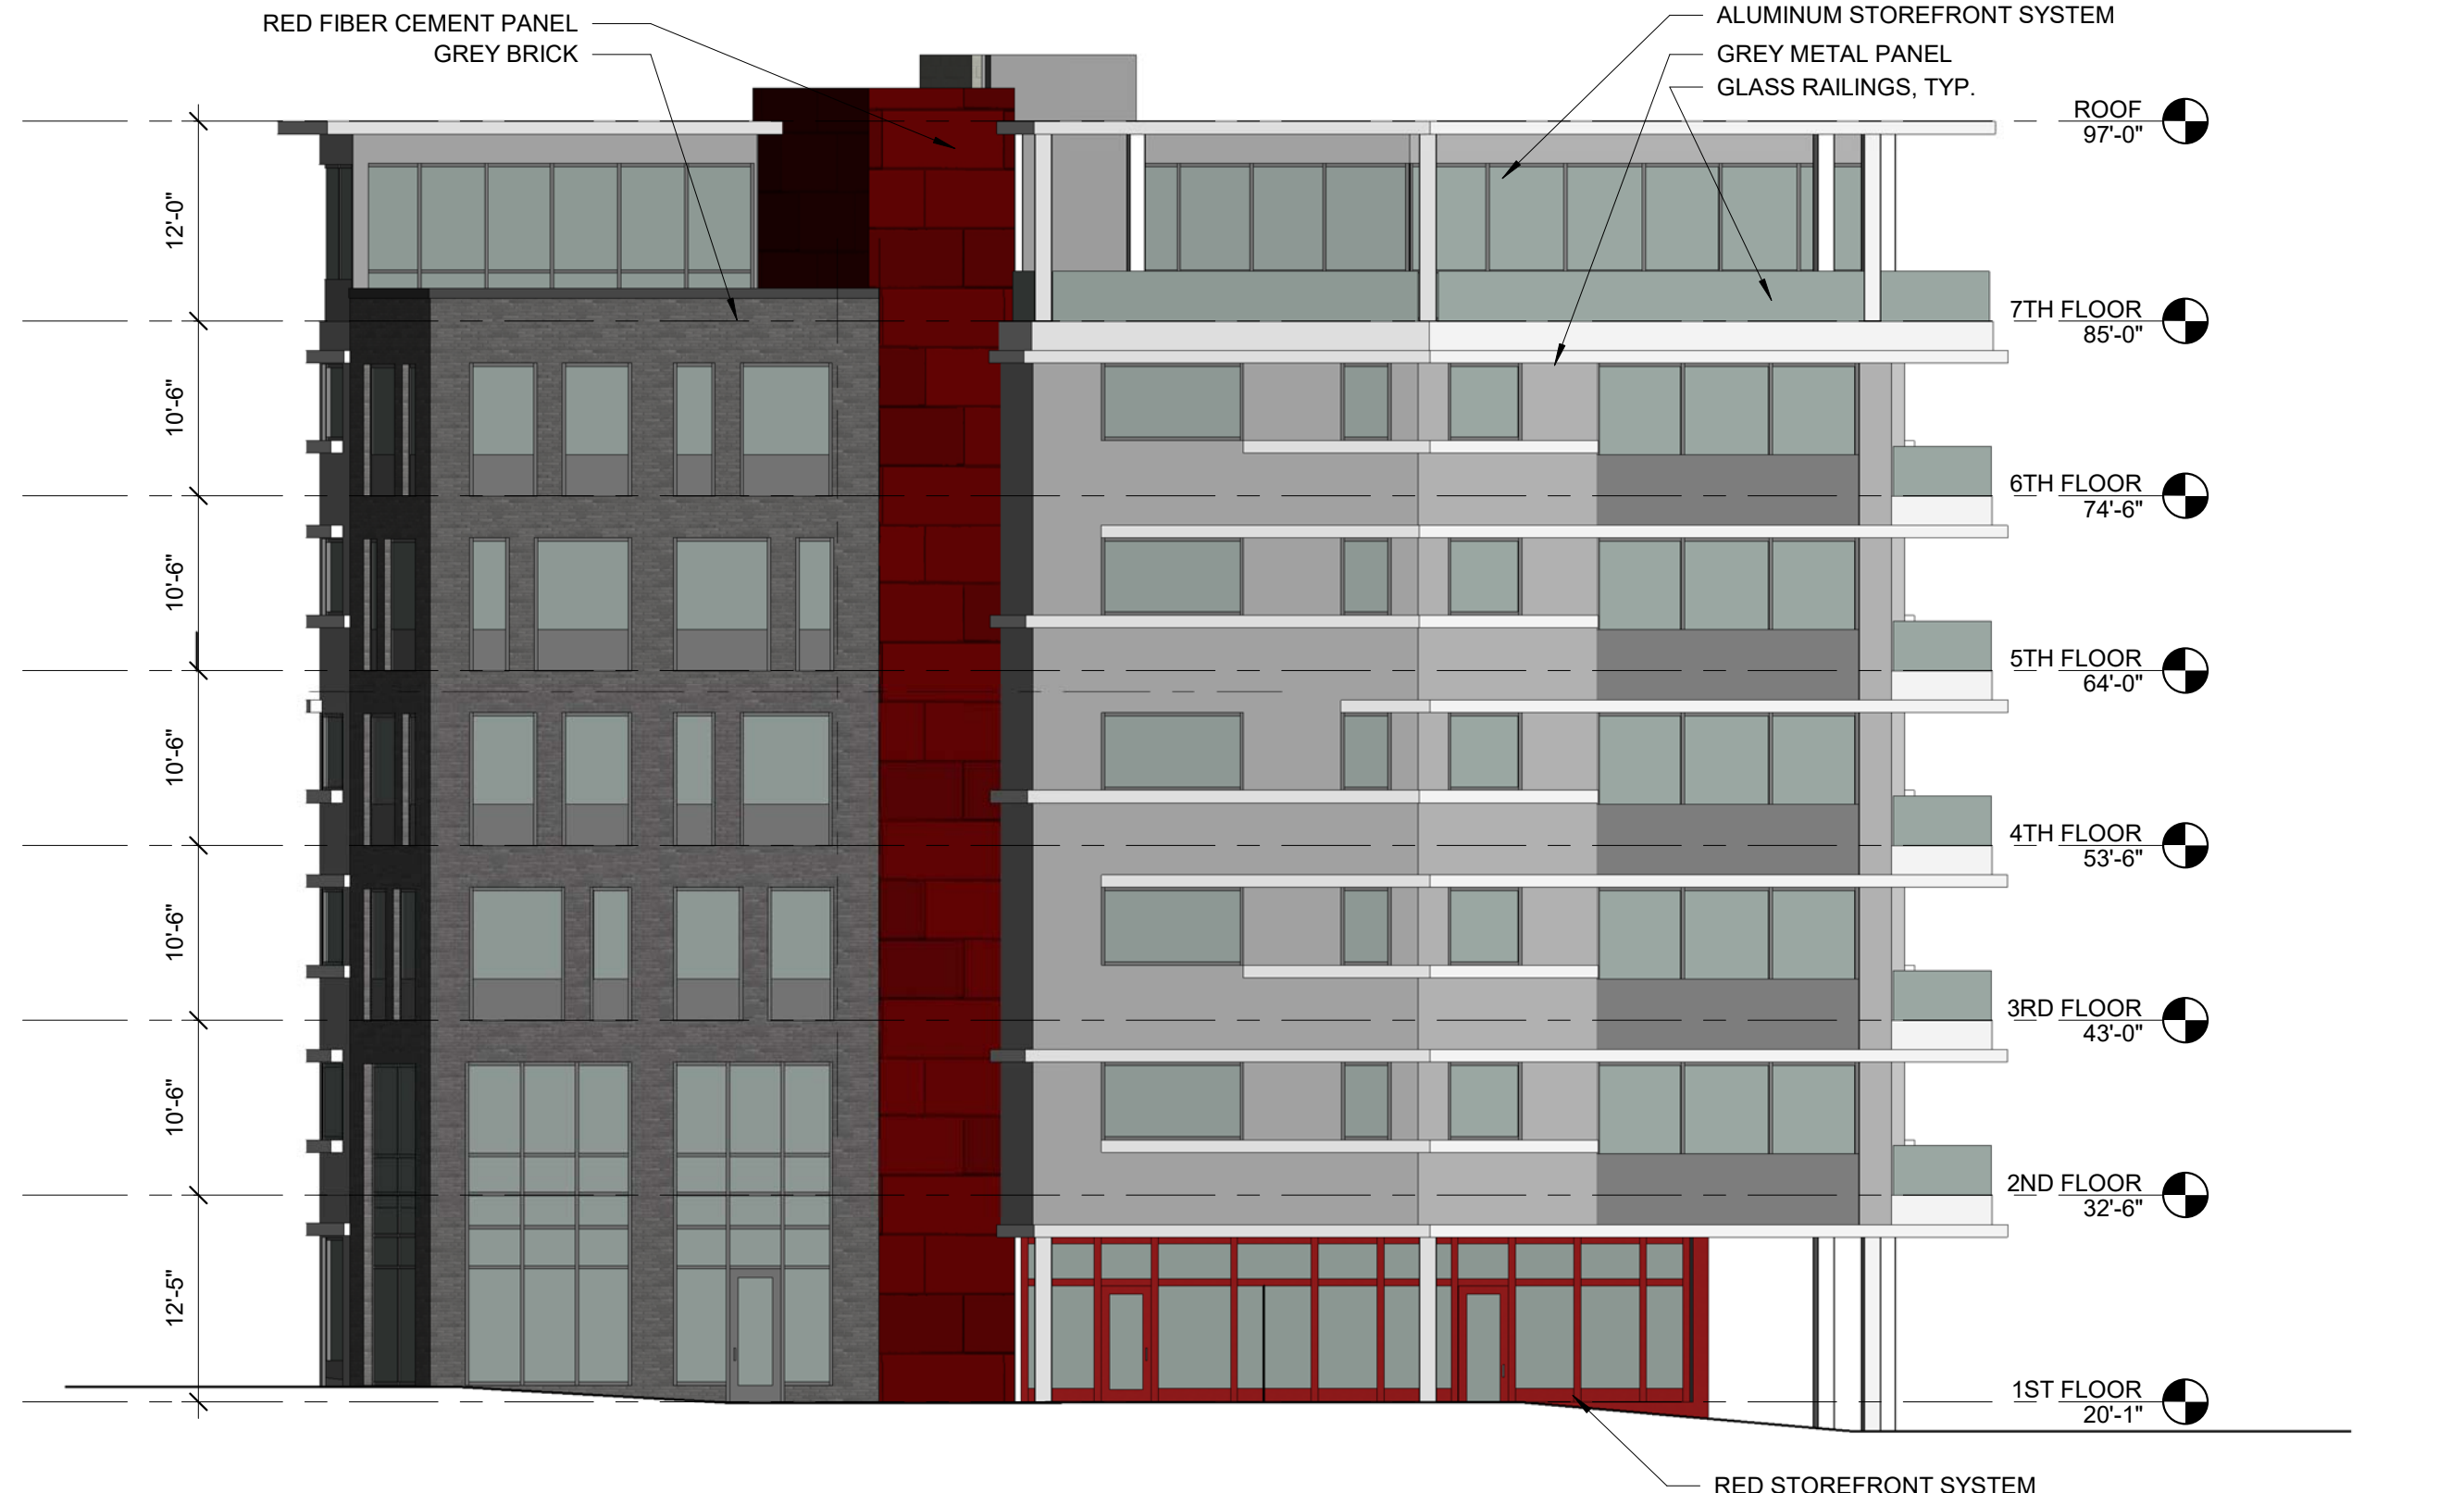 RED FIBER CEMENT PANEL
GREY BRICK
ALUMINUM STOREFRONT SYSTEM
GREY METAL PANEL
GLASS RAILINGS, TYP.
ROOF
97'-0"
12'-0"
7TH FLOOR
85'-0"
10'-6"
6TH FLOOR
74'-6"
10'-6"
5TH FLOOR
64'-0"
10'-6"
4TH FLOOR
53'-6"
10'-6"
3RD FLOOR
43'-0"
10'-6"
2ND FLOOR
32'-6"
12'-5"
1ST FLOOR
20'-1"
RED STOREFRONT SYSTEM